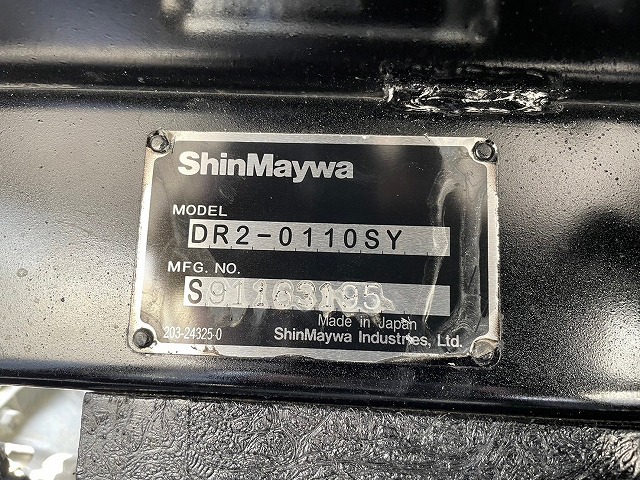 ShinMaywa
MODEL
DR2-0110SY
MFG. NO.
S91163195
Made in Japan
203-24325-0
ShinMaywa Industries, Ltd.